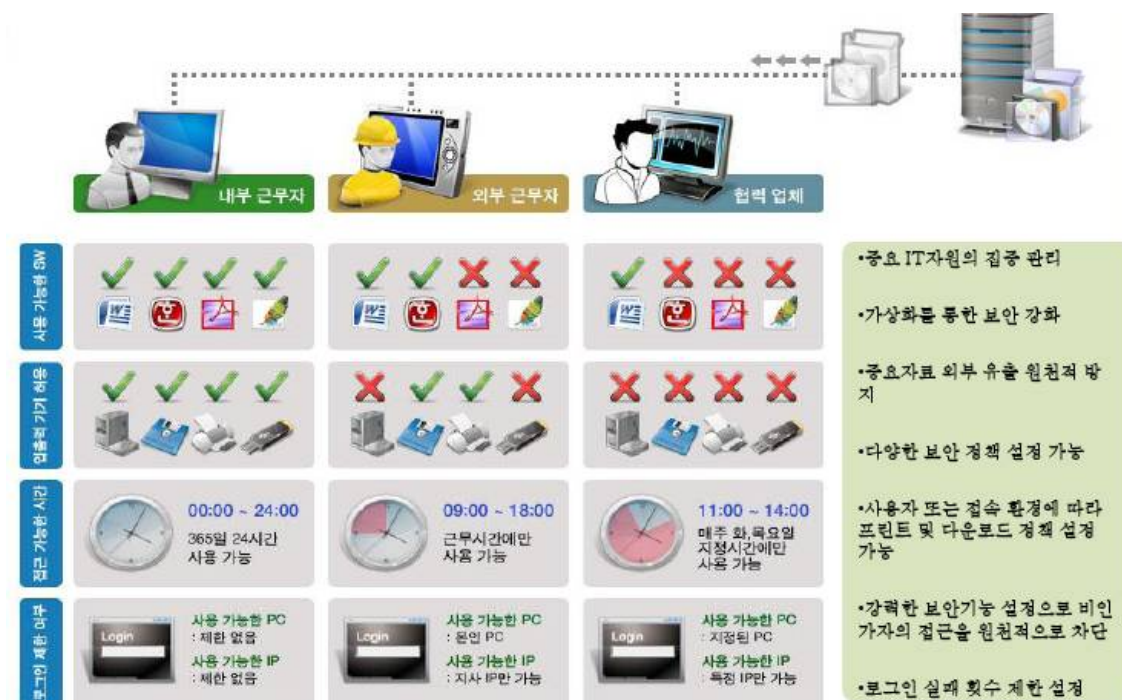 내부 근무자
외부 근무자
협력 업체
사용 가능한 SW
입출력 기기 허용
00:00 ~ 24:00
365일 24시간
사용 가능
09:00 ~ 18:00
근무시간에만
사용 가능
11:00 ~ 14:00
매주 화,목요일
지정시간에만
사용 가능
접근 가능한 시간
Login
사용 가능한 PC
: 제한 없음
사용 가능한 IP
: 제한 없음
Login
사용 가능한 PC
: 본인 PC
사용 가능한 IP
: 지사 IP만 가능
Login
사용 가능한 PC
: 지정된 PC
사용 가능한 IP
: 특정 IP만 가능
로그인 제한 여부
•중요 IT자원의 집중 관리
•가상화를 통한 보안 강화
•중요자료 외부 유출 원천적 방
지
•다양한 보안 정책 설정 가능
•사용자 또는 접속 환경에 따라
프린트 및 다운로드 정책 설정
가능
•강력한 보안기능 설정으로 비인
가자의 접근을 원천적으로 차단
•로그인 실패 횟수 제한 설정